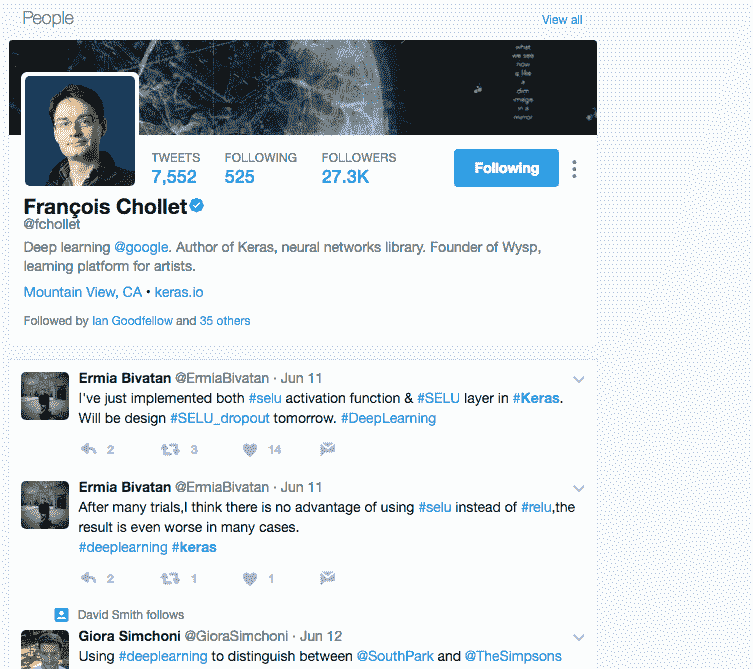 People
View all
what
we see
now
is like
a
dim
image
in a
mirror
TWEETS FOLLOWING FOLLOWERS
7,552 525 27.3K
Following
François Chollet
@fchollet
Deep learning @google. Author of Keras, neural networks library. Founder of Wysp,
learning platform for artists.
Mountain View, CA • keras.io
Followed by Ian Goodfellow and 35 others
Ermia Bivatan @ErmiaBivatan · Jun 11
I've just implemented both #selu activation function & #SELU layer in #Keras.
Will be design #SELU_dropout tomorrow. #DeepLearning
2 3 14
Ermia Bivatan @ErmiaBivatan · Jun 11
After many trials,I think there is no advantage of using #selu instead of #relu,the
result is even worse in many cases.
#deeplearning #keras
2 1 1
David Smith follows
Giora Simchoni @GioraSimchoni · Jun 12
Using #deeplearning to distinguish between @SouthPark and @TheSimpsons